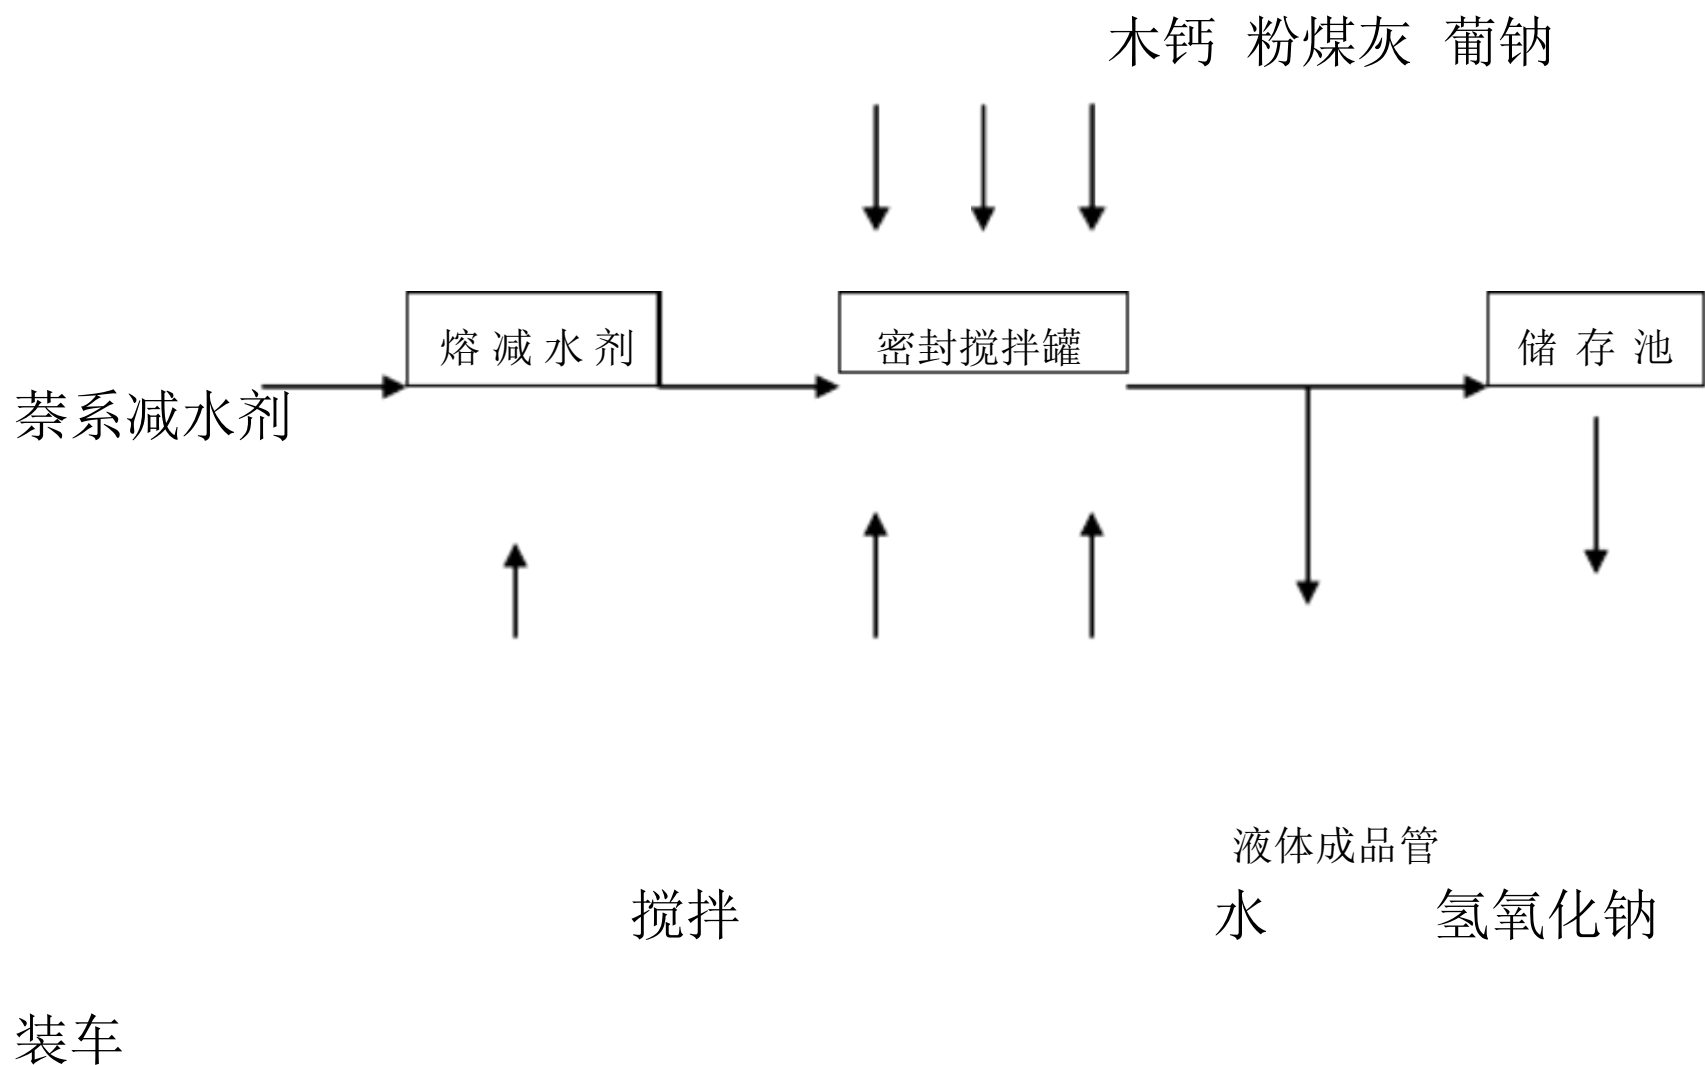 木钙 粉煤灰 葡钠
熔减水剂
密封搅拌罐
储存池
萘系减水剂
液体成品管
搅拌 水 氢氧化钠
装车